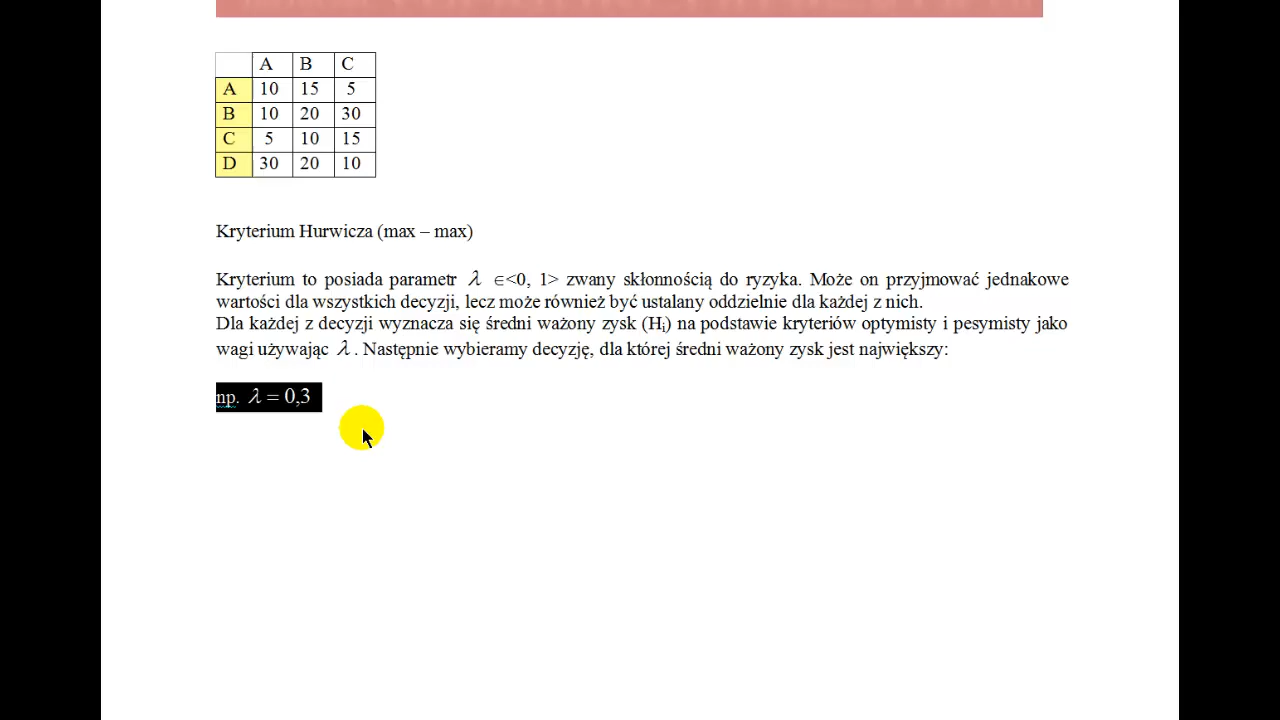 A B C
A 10 15 5
B 10 20 30
C 5 10 15
D 30 20 10
Kryterium Hurwicza (max – max)
Kryterium to posiada parametr λ ∈<0, 1> zwany skłonnością do ryzyka. Może on przyjmować jednakowe
wartości dla wszystkich decyzji, lecz może również być ustalany oddzielnie dla każdej z nich.
Dla każdej z decyzji wyznacza się średni ważony zysk (Hi) na podstawie kryteriów optymisty i pesymisty jako
wagi używając λ . Następnie wybieramy decyzję, dla której średni ważony zysk jest największy:
np. λ = 0,3